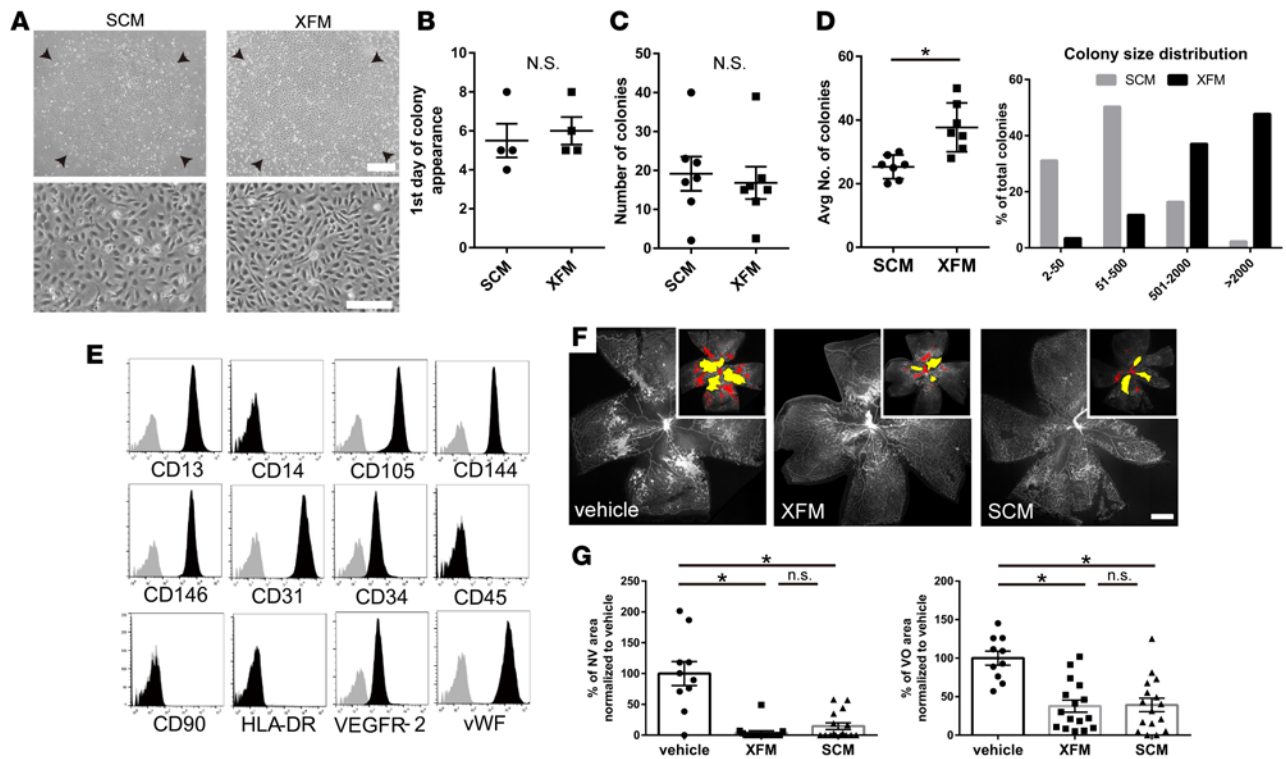 A
SCM
XFM
B
1st day of colony
appearance
10
8
6
4
2
0
N.S.
SCM
XFM
C
Number of colonies
50
40
30
20
10
0
N.S.
SCM
XFM
D
Avg No. of colonies
60
40
20
0
*
SCM
XFM
Colony size distribution
SCM
XFM
% of total colonies
60
40
20
0
2-50
51-500
501-2000
>2000
E
CD13
CD14
CD105
CD144
CD146
CD31
CD34
CD45
CD90
HLA-DR
VEGFR-2
vWF
F
vehicle
XFM
SCM
G
% of NV area
normalized to vehicle
250
200
150
100
50
0
*
*
n.s.
vehicle
XFM
SCM
% of VO area
normalized to vehicle
200
150
100
50
0
*
*
n.s.
vehicle
XFM
SCM